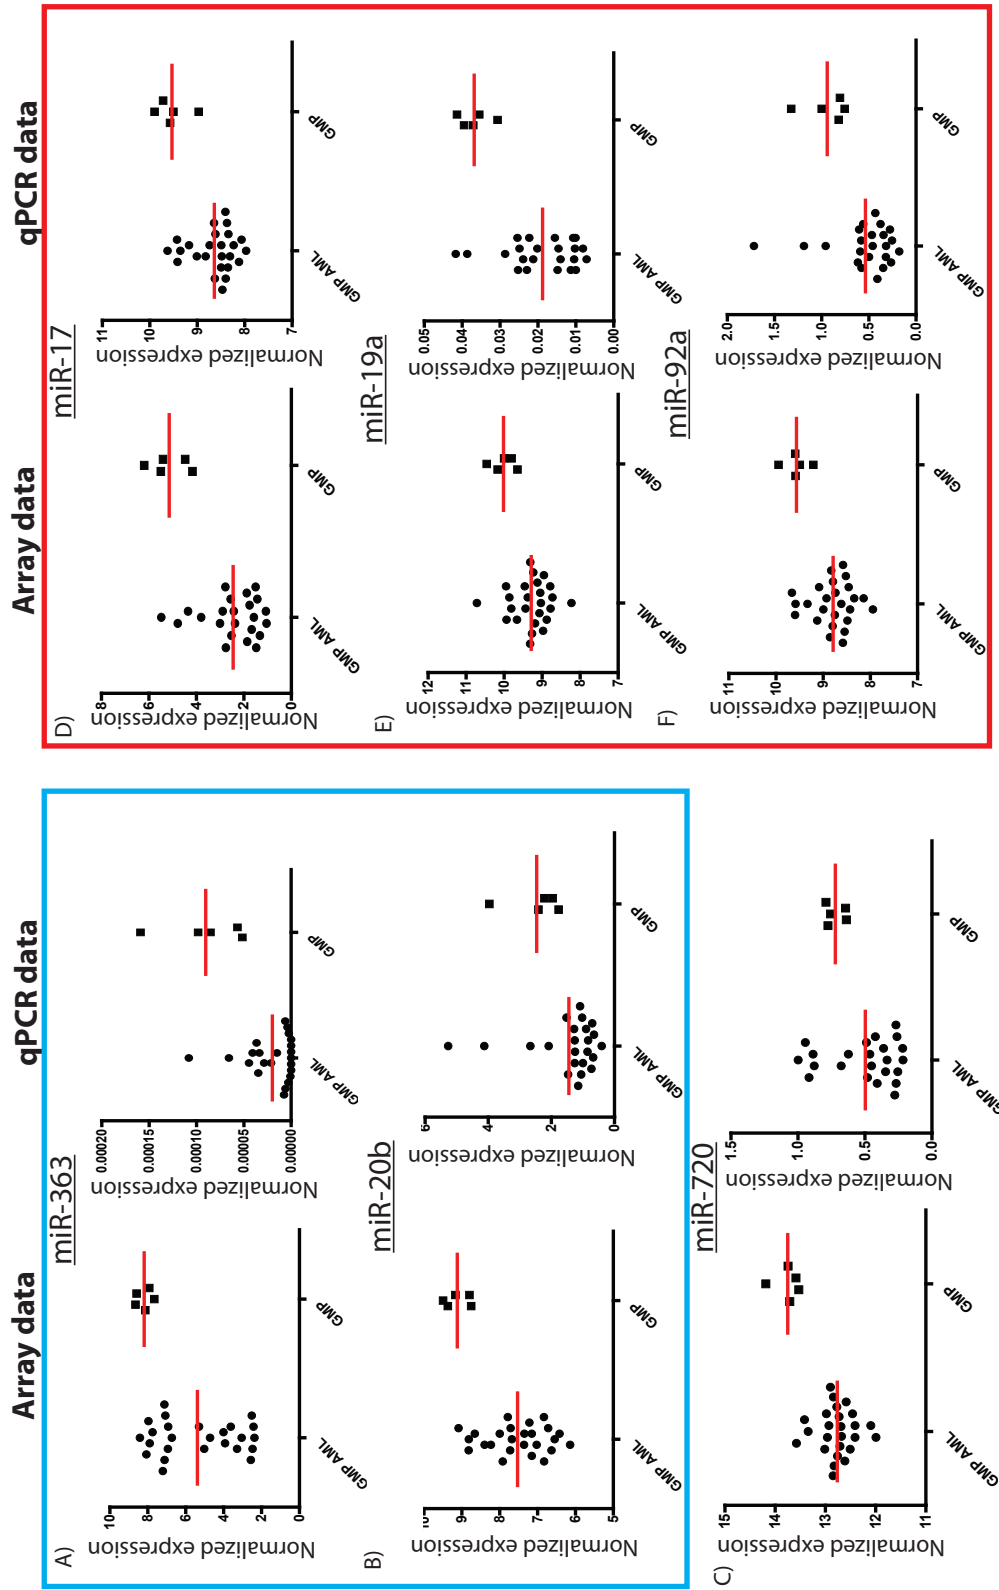 Array data
qPCR data
A)
miR-363
Normalized expression
10
8
6
4
2
0
GMP AML
GMP
Normalized expression
0.00020
0.00015
0.00010
0.00005
0.00000
GMP AML
GMP
B)
miR-20b
Normalized expression
10
9
8
7
6
5
GMP AML
GMP
Normalized expression
6
4
2
0
GMP AML
GMP
C)
miR-720
Normalized expression
15
14
13
12
11
GMP AML
GMP
Normalized expression
1.5
1.0
0.5
0.0
GMP AML
GMP
Array data
qPCR data
D)
miR-17
Normalized expression
8
6
4
2
0
GMP AML
GMP
Normalized expression
11
10
9
8
7
GMP AML
GMP
E)
miR-19a
Normalized expression
12
11
10
9
8
7
GMP AML
GMP
Normalized expression
0.05
0.04
0.03
0.02
0.01
0.00
GMP AML
GMP
F)
miR-92a
Normalized expression
11
10
9
8
7
GMP AML
GMP
Normalized expression
2.0
1.5
1.0
0.5
0.0
GMP AML
GMP